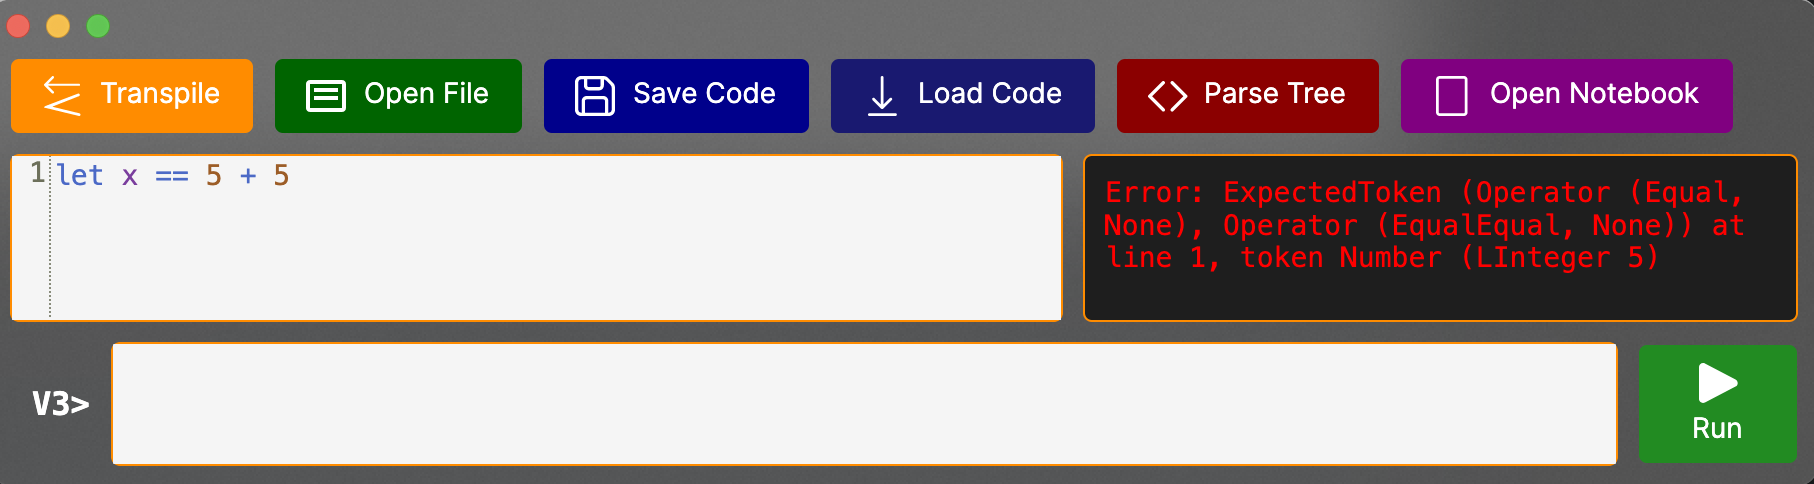 Transpile
Open File
Save Code
Load Code
Parse Tree
Open Notebook
1 let x == 5 + 5
Error: ExpectedToken (Operator (Equal,
None), Operator (EqualEqual, None)) at
line 1, token Number (LInteger 5)
V3>
Run